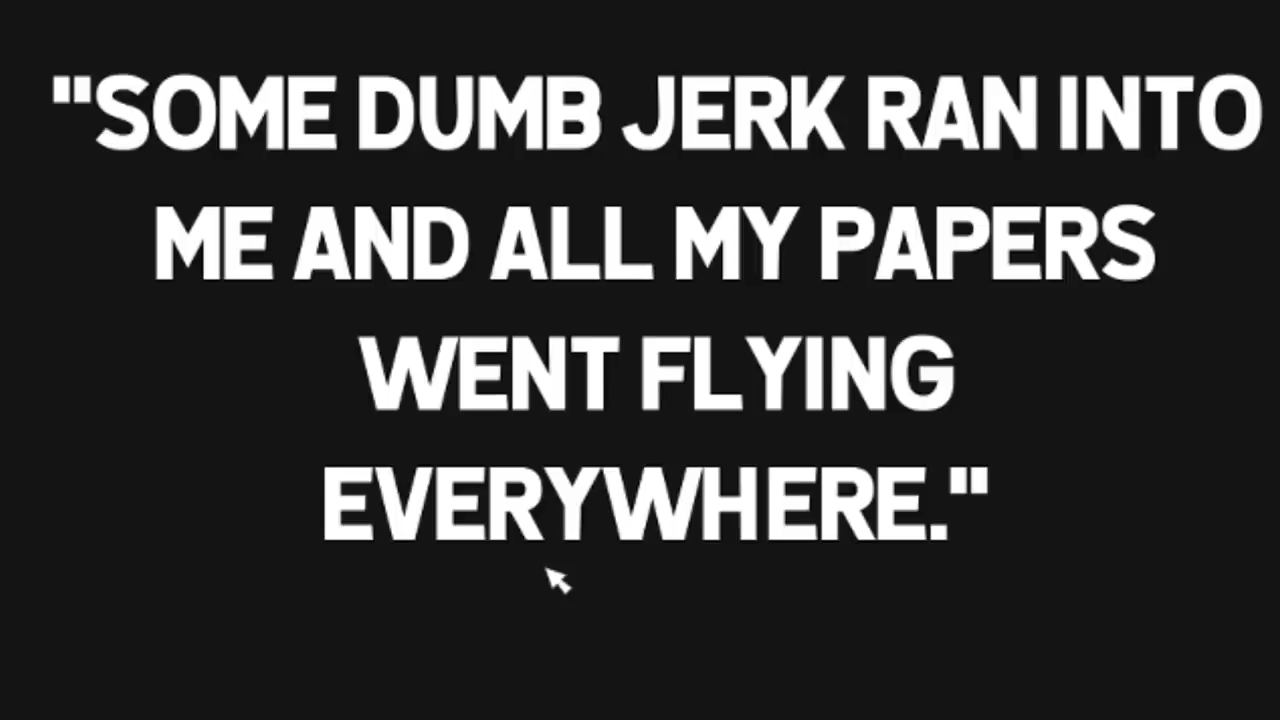 "SOME DUMB JERK RAN INTO
ME AND ALL MY PAPERS
WENT FLYING
EVERYWHERE."